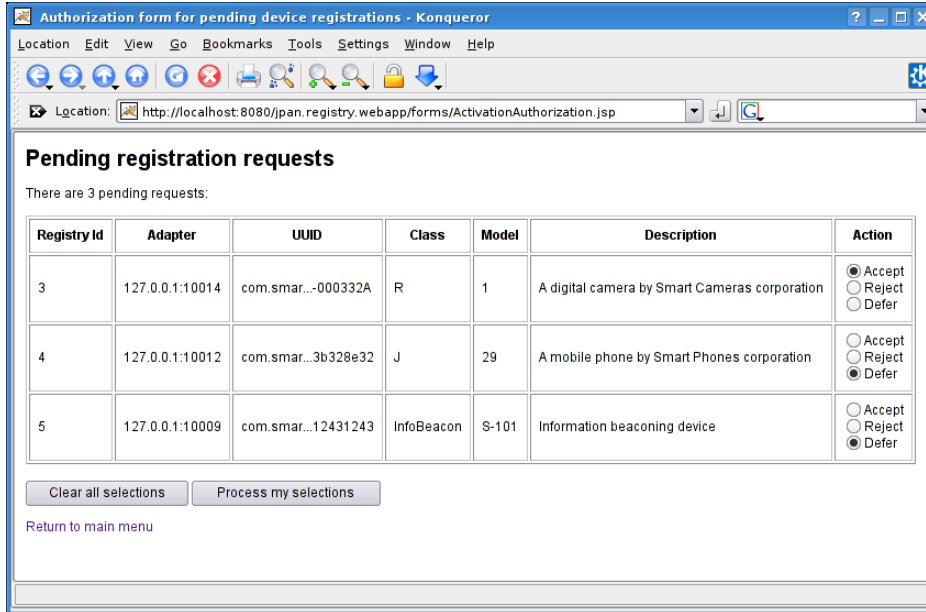 Authorization form for pending device registrations - Konqueror
Location Edit View Go Bookmarks Tools Settings Window Help
Location: http://localhost:8080/jpan.registry.webapp/forms/ActivationAuthorization.jsp
Pending registration requests
There are 3 pending requests:
Registry Id Adapter UUID Class Model Description Action
3 127.0.0.1:10014 com.smar...-000332A R 1 A digital camera by Smart Cameras corporation Accept
Reject
Defer
4 127.0.0.1:10012 com.smar...3b328e32 J 29 A mobile phone by Smart Phones corporation Accept
Reject
Defer
5 127.0.0.1:10009 com.smar...12431243 InfoBeacon S-101 Information beaconing device Accept
Reject
Defer
Clear all selections Process my selections
Return to main menu